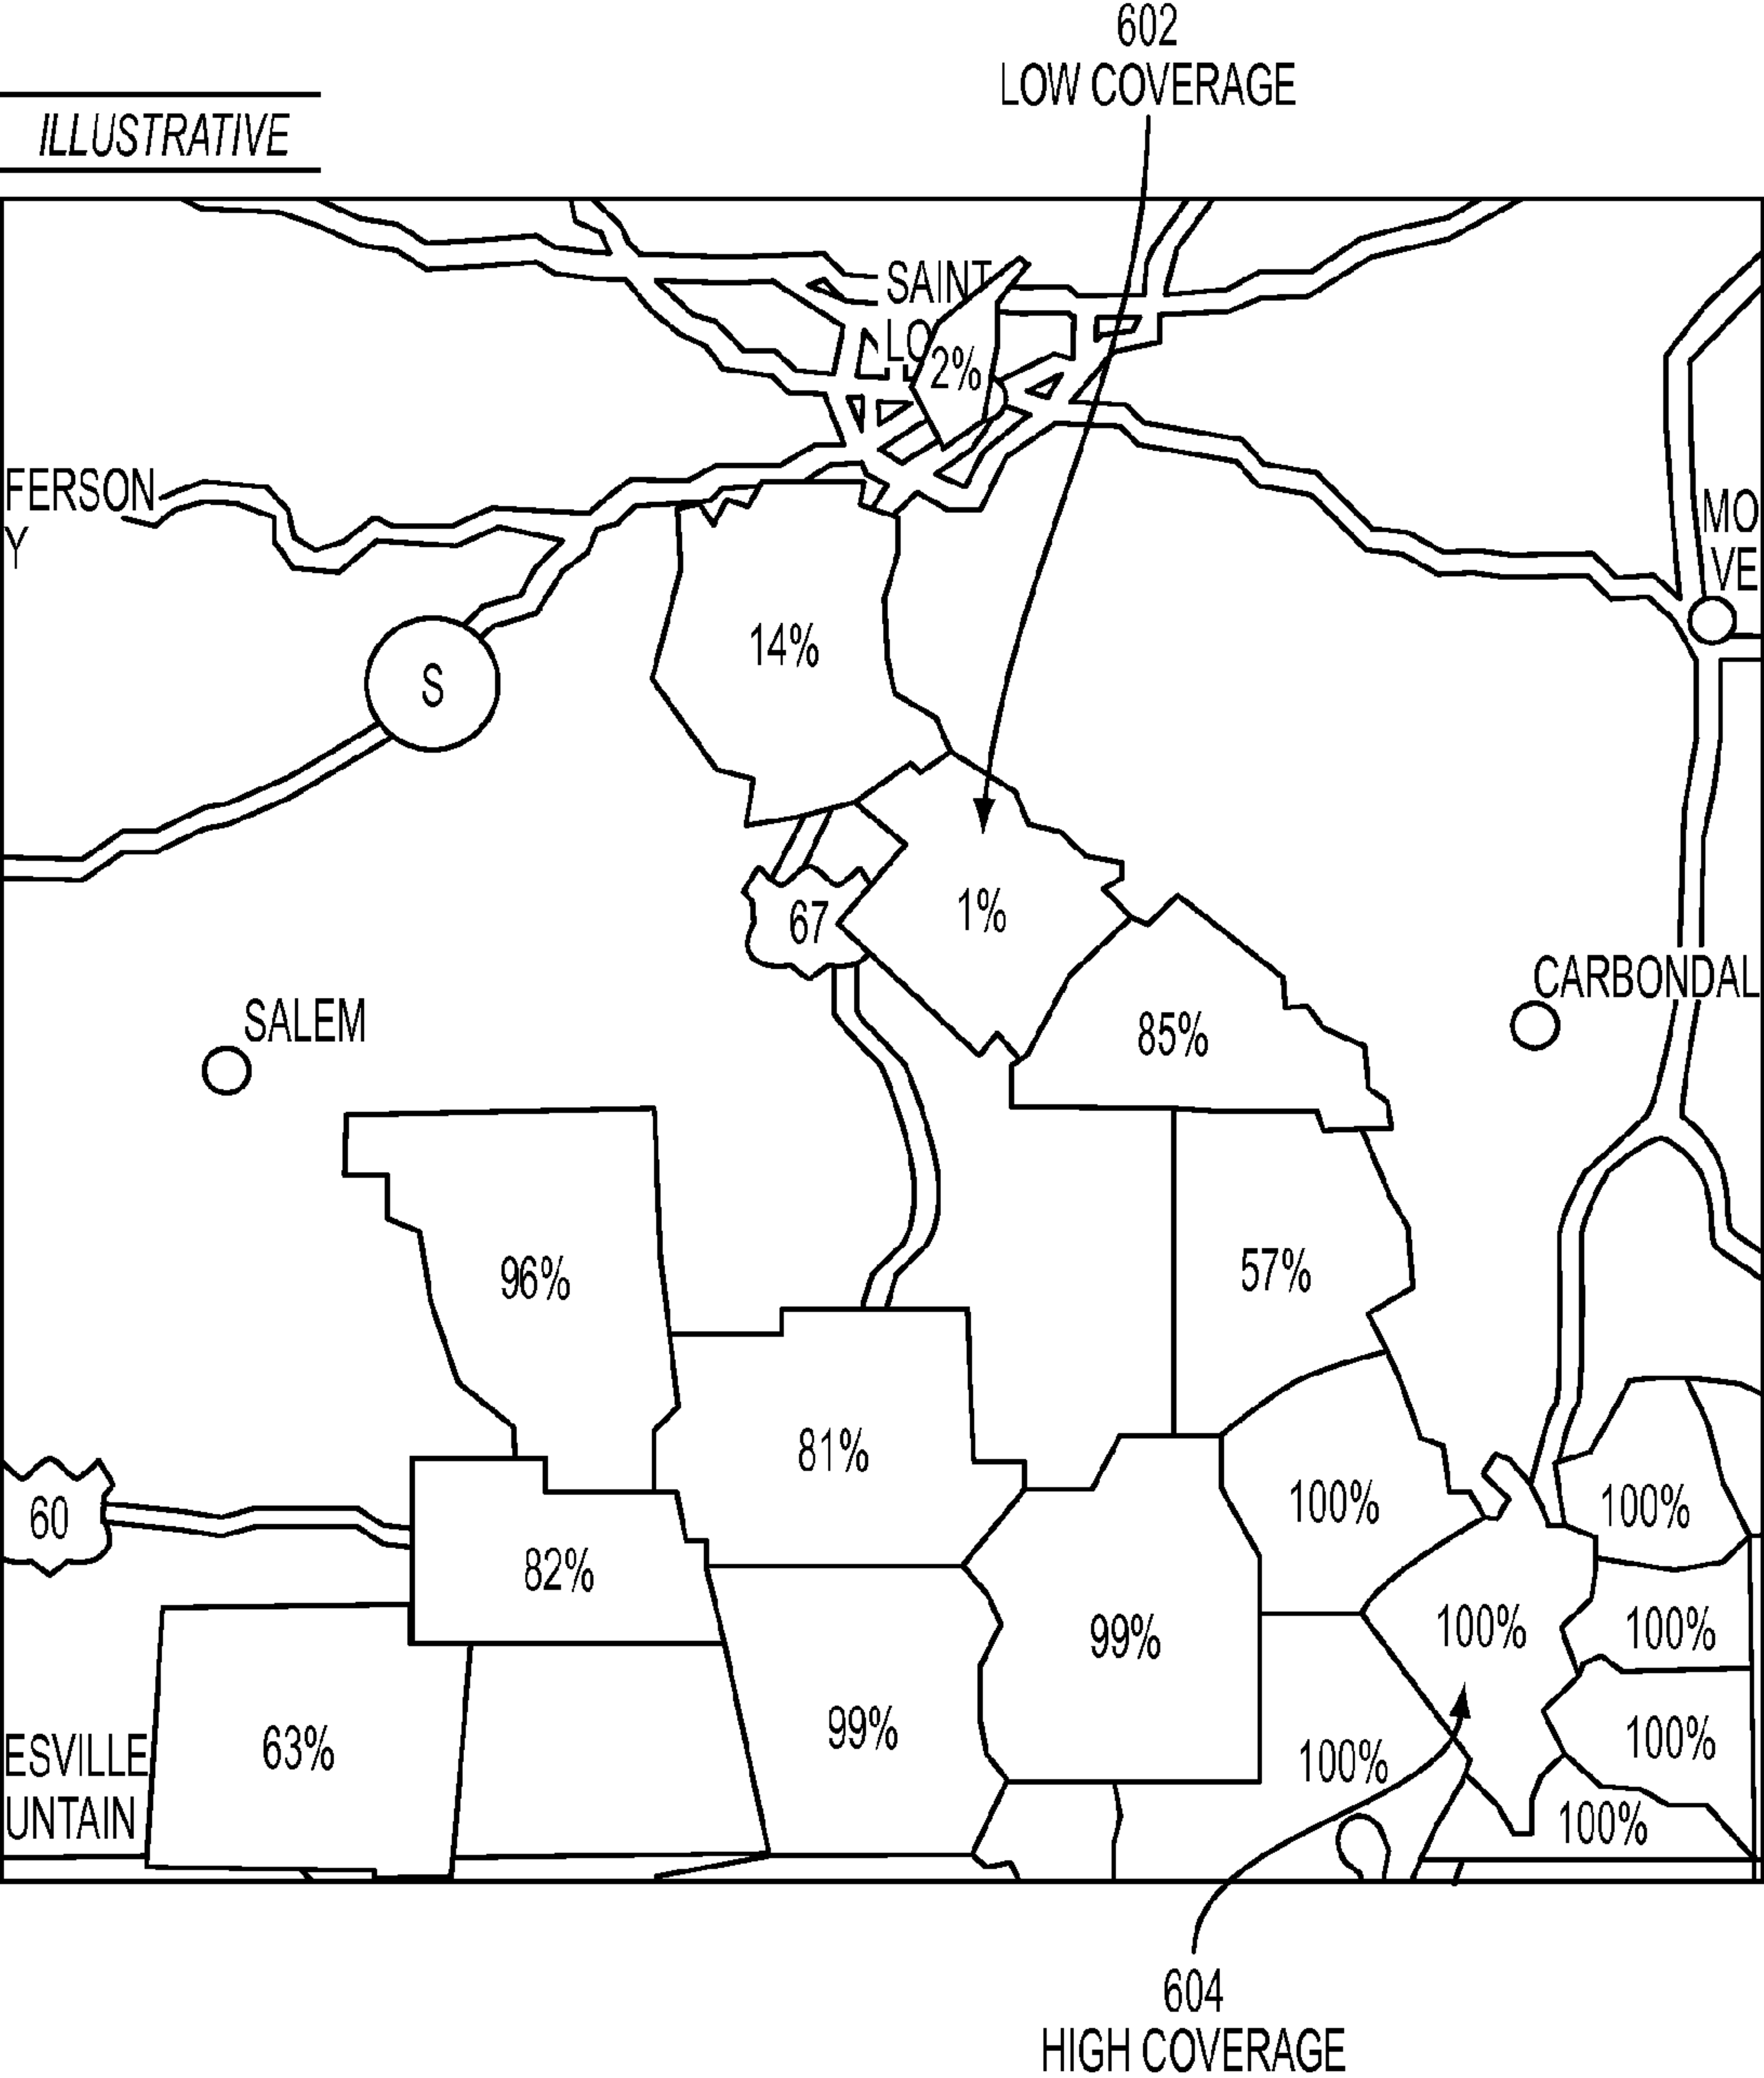 602
LOW COVERAGE
ILLUSTRATIVE
SAINT
LO
2%
FERSON
Y
MO
VE
14%
S
1%
67
CARBONDAL
SALEM
85%
57%
96%
81%
100%
100%
60
82%
99%
100%
100%
63%
99%
100%
100%
ESVILLE
UNTAIN
100%
604
HIGH COVERAGE